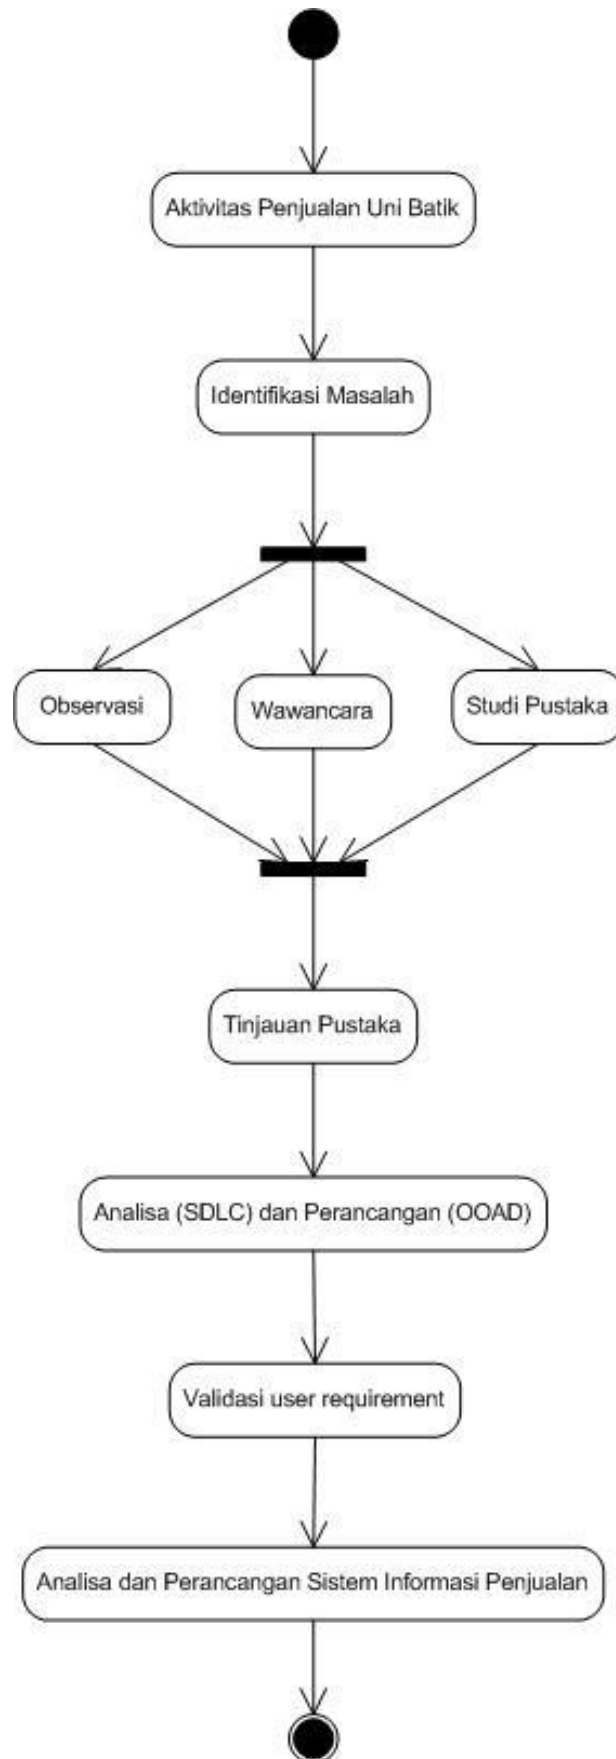 Aktivitas Penjualan Uni Batik
Identifikasi Masalah
Observasi
Wawancara
Studi Pustaka
Tinjauan Pustaka
Analisa (SDLC) dan Perancangan (OOAD)
Validasi user requirement
Analisa dan Perancangan Sistem Informasi Penjualan